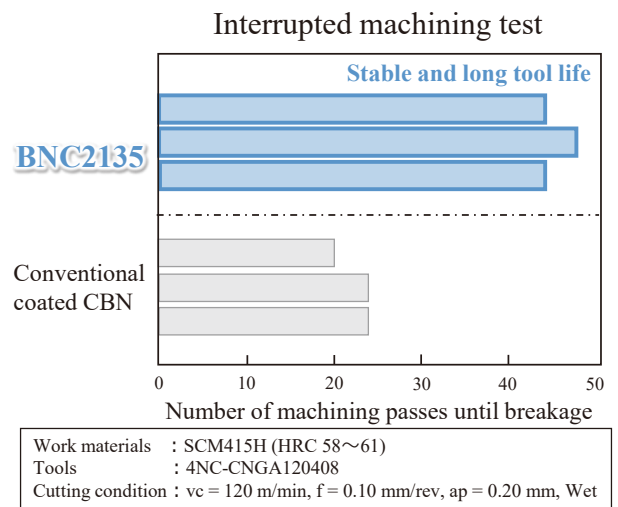 Interrupted machining test
Stable and long tool life
BNC2135
Conventional
coated CBN
0 10 20 30 40 50
Number of machining passes until breakage
Work materials : SCM415H (HRC 58～61)
Tools : 4NC-CNGA120408
Cutting condition : vc = 120 m/min, f = 0.10 mm/rev, ap = 0.20 mm, Wet